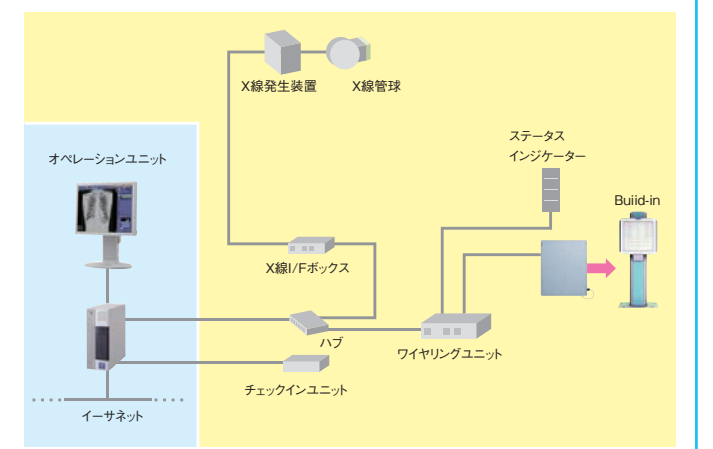 X線発生装置
X線管球
ステータス
インジケーター
オペレーションユニット
Buiid-in
X線I/Fボックス
ハブ
ワイヤリングユニット
チェックインユニット
イーサネット